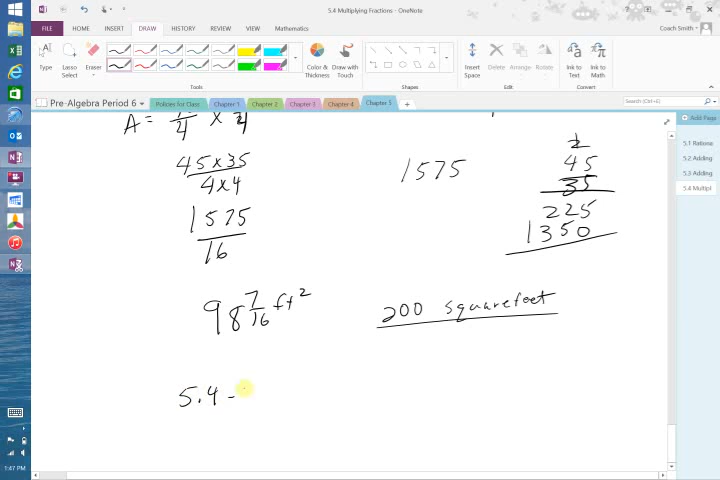 5.4 Multiplying Fractions - OneNote
Coach Smith
FILE HOME INSERT DRAW HISTORY REVIEW VIEW Mathematics
Type
Lasso Select
Eraser
Color & Thickness
Draw with Touch
Insert Space
Delete
Arrange
Rotate
Ink to Text
Ink to Math
Tools
Shapes
Edit
Convert
Pre-Algebra Period 6
Policies for Class
Chapter 1
Chapter 2
Chapter 3
Chapter 4
Chapter 5
Search (Ctrl+E)
Add Page
5.1 Rationa
5.2 Adding
5.3 Adding
5.4 Multipl
A = /4 x /4
45x35
4x4
1575
16
98 7/16 ft²
1575
2
45
35
225
1350
200 squarefeet
5.4 -
1:47 PM